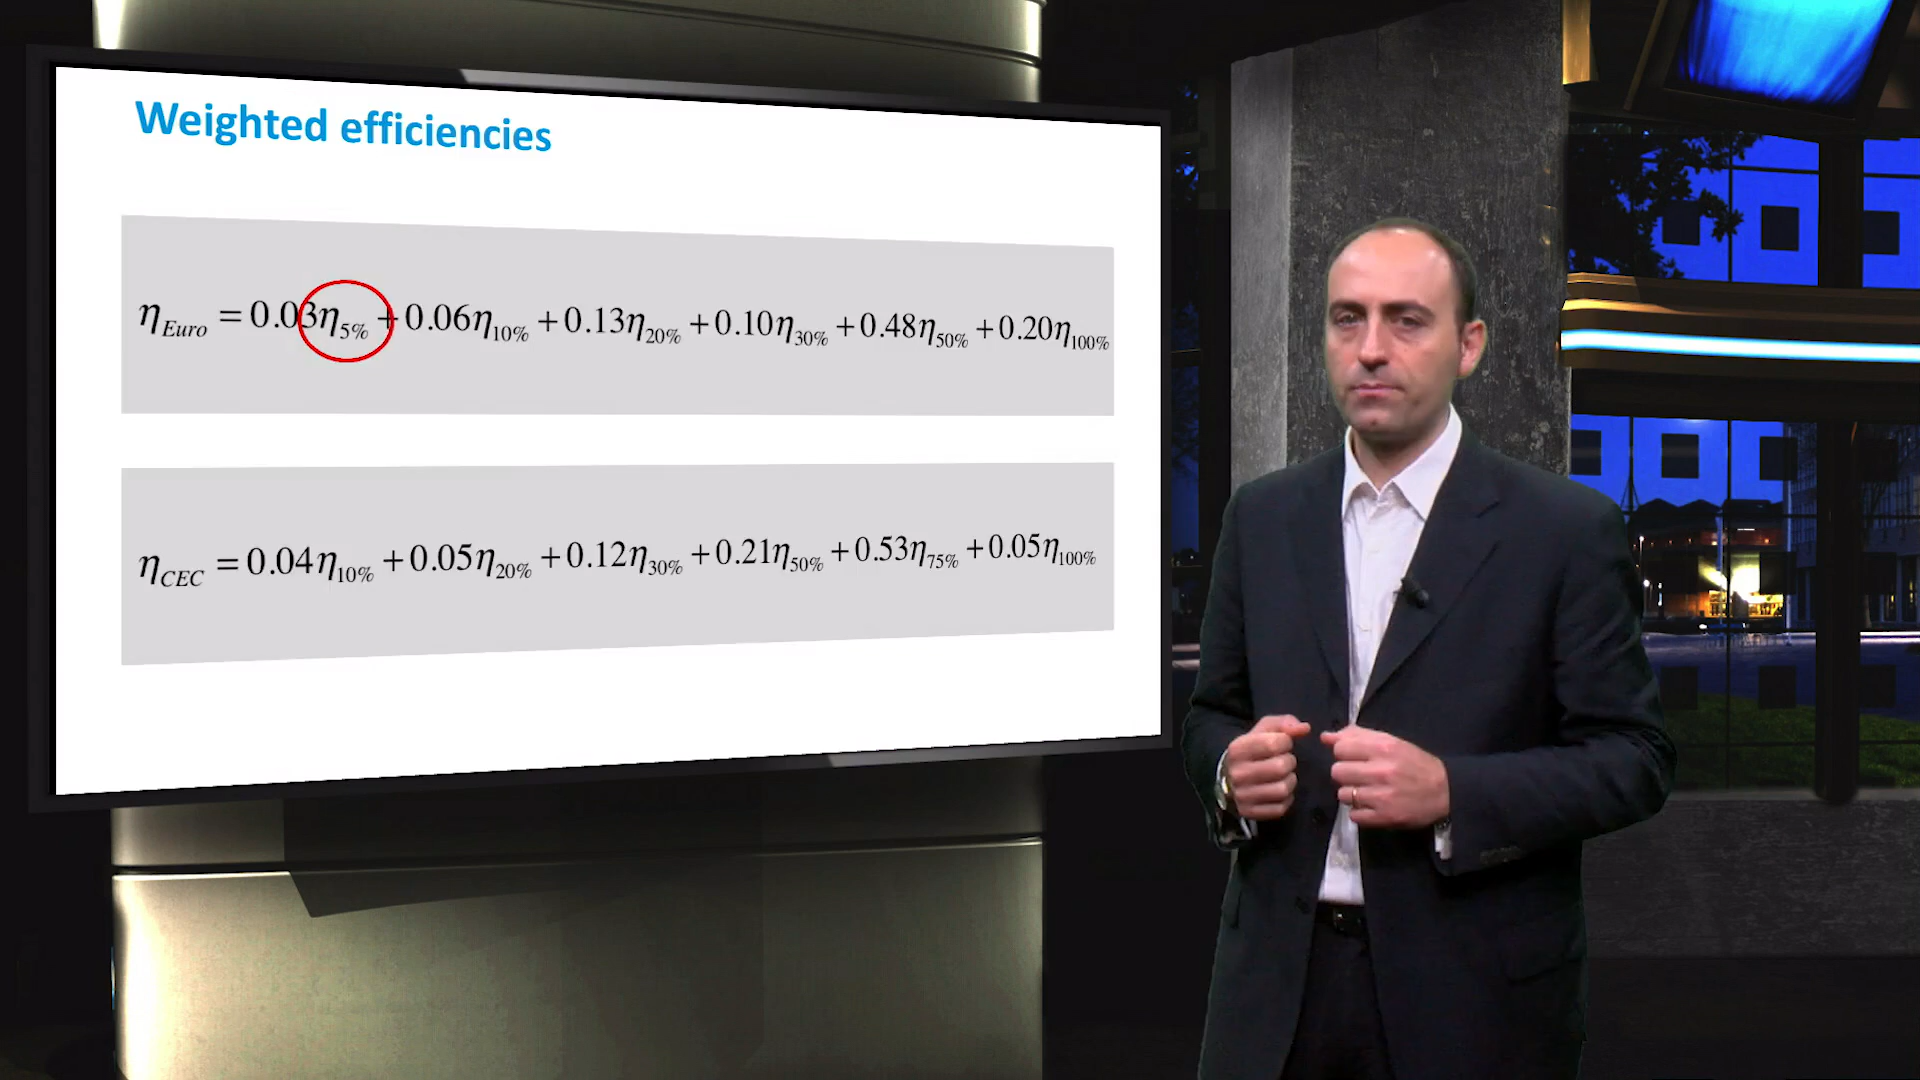 Weighted efficiencies
η_Euro = 0.03η_5% + 0.06η_10% + 0.13η_20% + 0.10η_30% + 0.48η_50% + 0.20η_100%
η_CEC = 0.04η_10% + 0.05η_20% + 0.12η_30% + 0.21η_50% + 0.53η_75% + 0.05η_100%